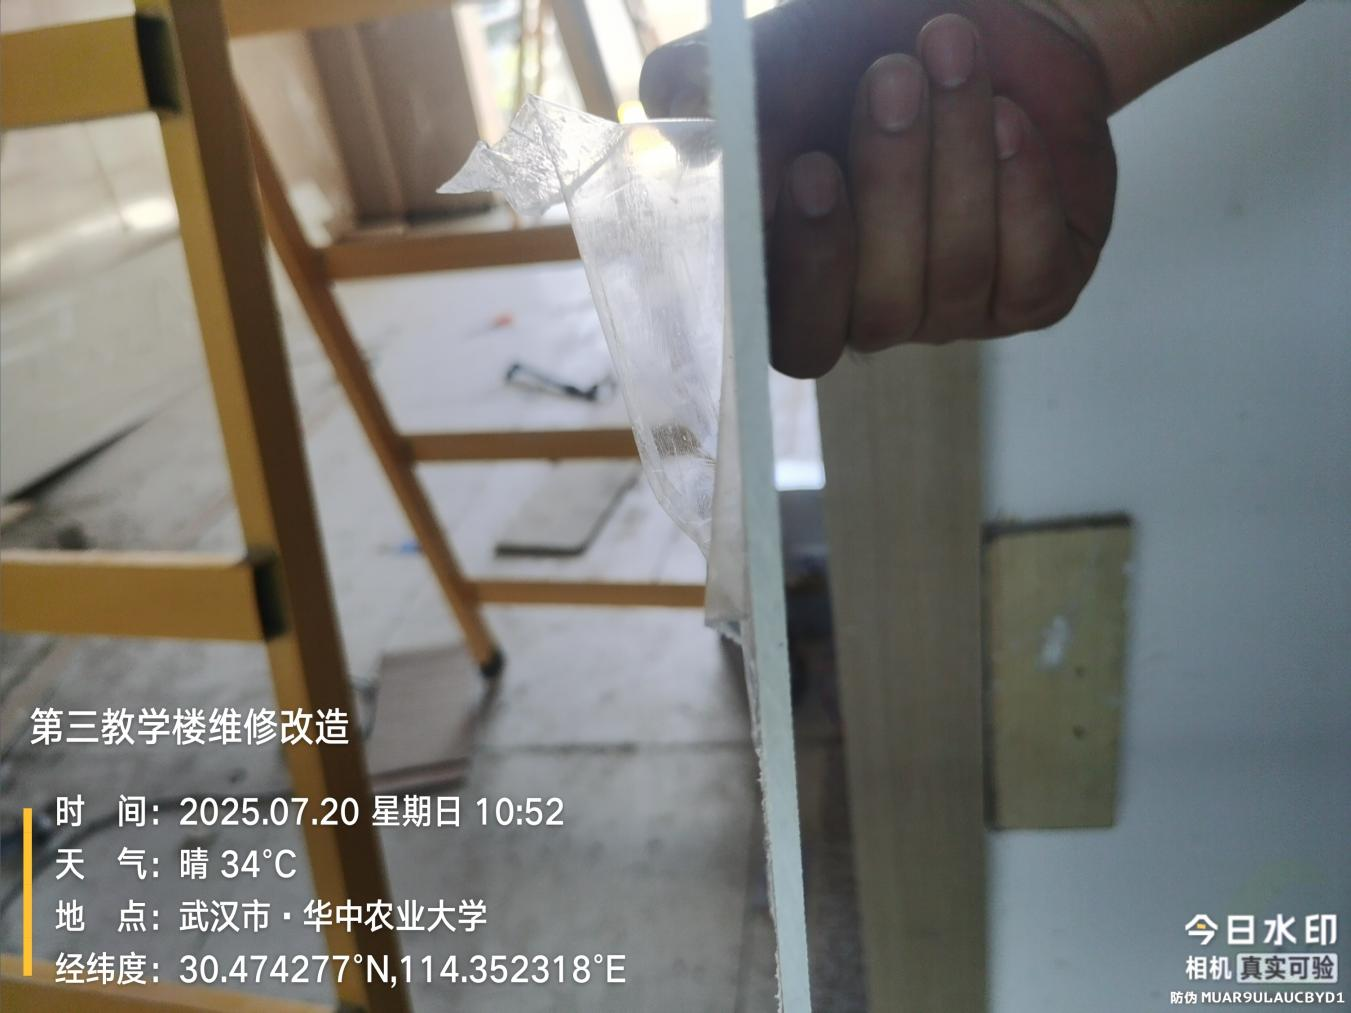 第三教学楼维修改造
时 间：2025.07.20 星期日 10:52
天 气：晴 34°C
地 点：武汉市·华中农业大学
经纬度：30.474277°N,114.352318°E
今日水印
相机 真实可验
防伪 MUAR9ULAUCBYD1